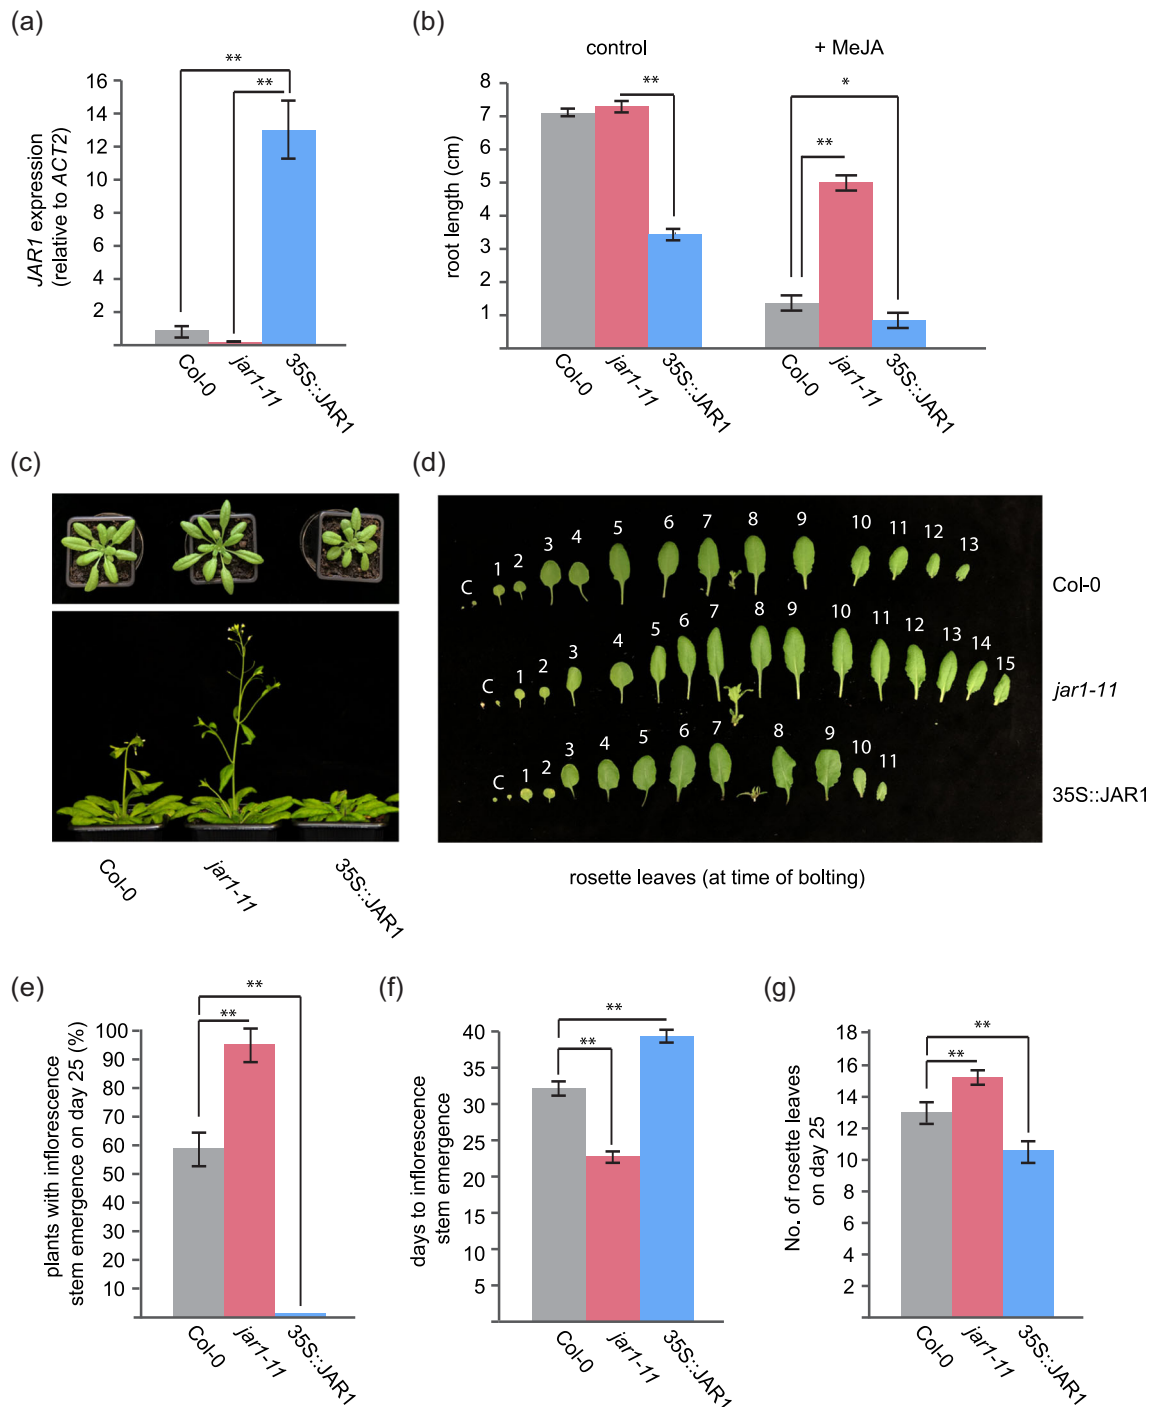 (a)
**
**
16
14
12
10
8
6
4
2
JAR1 expression
(relative to ACT2)
Col-0
jar1-11
35S::JAR1
(b)
control
+ MeJA
**
*
**
8
7
6
5
4
3
2
1
root length (cm)
Col-0
jar1-11
35S::JAR1
Col-0
jar1-11
35S::JAR1
(c)
Col-0
jar1-11
35S::JAR1
(d)
C 1 2 3 4 5 6 7 8 9 10 11 12 13
Col-0
C 1 2 3 4 5 6 7 8 9 10 11 12 13 14 15
jar1-11
C 1 2 3 4 5 6 7 8 9 10 11
35S::JAR1
rosette leaves (at time of bolting)
(e)
**
**
100
90
80
70
60
50
40
30
20
10
plants with inflorescence
stem emergence on day 25 (%)
Col-0
jar1-11
35S::JAR1
(f)
**
**
40
35
30
25
20
15
10
5
days to inflorescence
stem emergence
Col-0
jar1-11
35S::JAR1
(g)
**
**
18
16
14
12
10
8
6
4
2
No. of rosette leaves
on day 25
Col-0
jar1-11
35S::JAR1